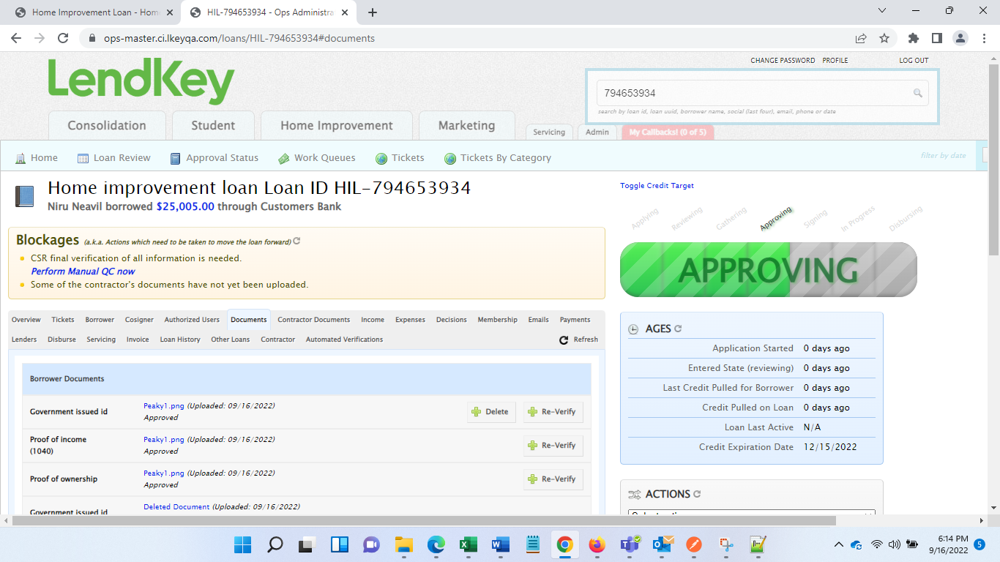 Home Improvement Loan - Hom
HIL-794653934 - Ops Administra
ops-master.ci.lkeyqa.com/loans/HIL-794653934#documents
LendKey
CHANGE PASSWORD PROFILE LOG OUT
794653934
search by loan id, loan uuid, borrower name, social (last four), email, phone or date
Consolidation Student Home Improvement Marketing Servicing Admin My Callbacks! (0 of 5)
Home Loan Review Approval Status Work Queues Tickets Tickets By Category filter by date
Home improvement loan Loan ID HIL-794653934
Niru Neavil borrowed $25,005.00 through Customers Bank
Toggle Credit Target
Applying Reviewing Gathering Approving Signing In Progress Disbursing
APPROVING
Blockages (a.k.a. Actions which need to be taken to move the loan forward)
CSR final verification of all information is needed.
Perform Manual QC now
Some of the contractor's documents have not yet been uploaded.
Overview Tickets Borrower Cosigner Authorized Users Documents Contractor Documents Income Expenses Decisions Membership Emails Payments
Lenders Disburse Servicing Invoice Loan History Other Loans Contractor Automated Verifications Refresh
Borrower Documents
Government issued id Peaky1.png (Uploaded: 09/16/2022) Delete Re-Verify
Approved
Proof of income Peaky1.png (Uploaded: 09/16/2022) Re-Verify
(1040) Approved
Proof of ownership Peaky1.png (Uploaded: 09/16/2022) Re-Verify
Approved
Government issued id Deleted Document (Uploaded: 09/16/2022)
AGES
Application Started 0 days ago
Entered State (reviewing) 0 days ago
Last Credit Pulled for Borrower 0 days ago
Credit Pulled on Loan 0 days ago
Loan Last Active N/A
Credit Expiration Date 12/15/2022
ACTIONS
6:14 PM
9/16/2022
5